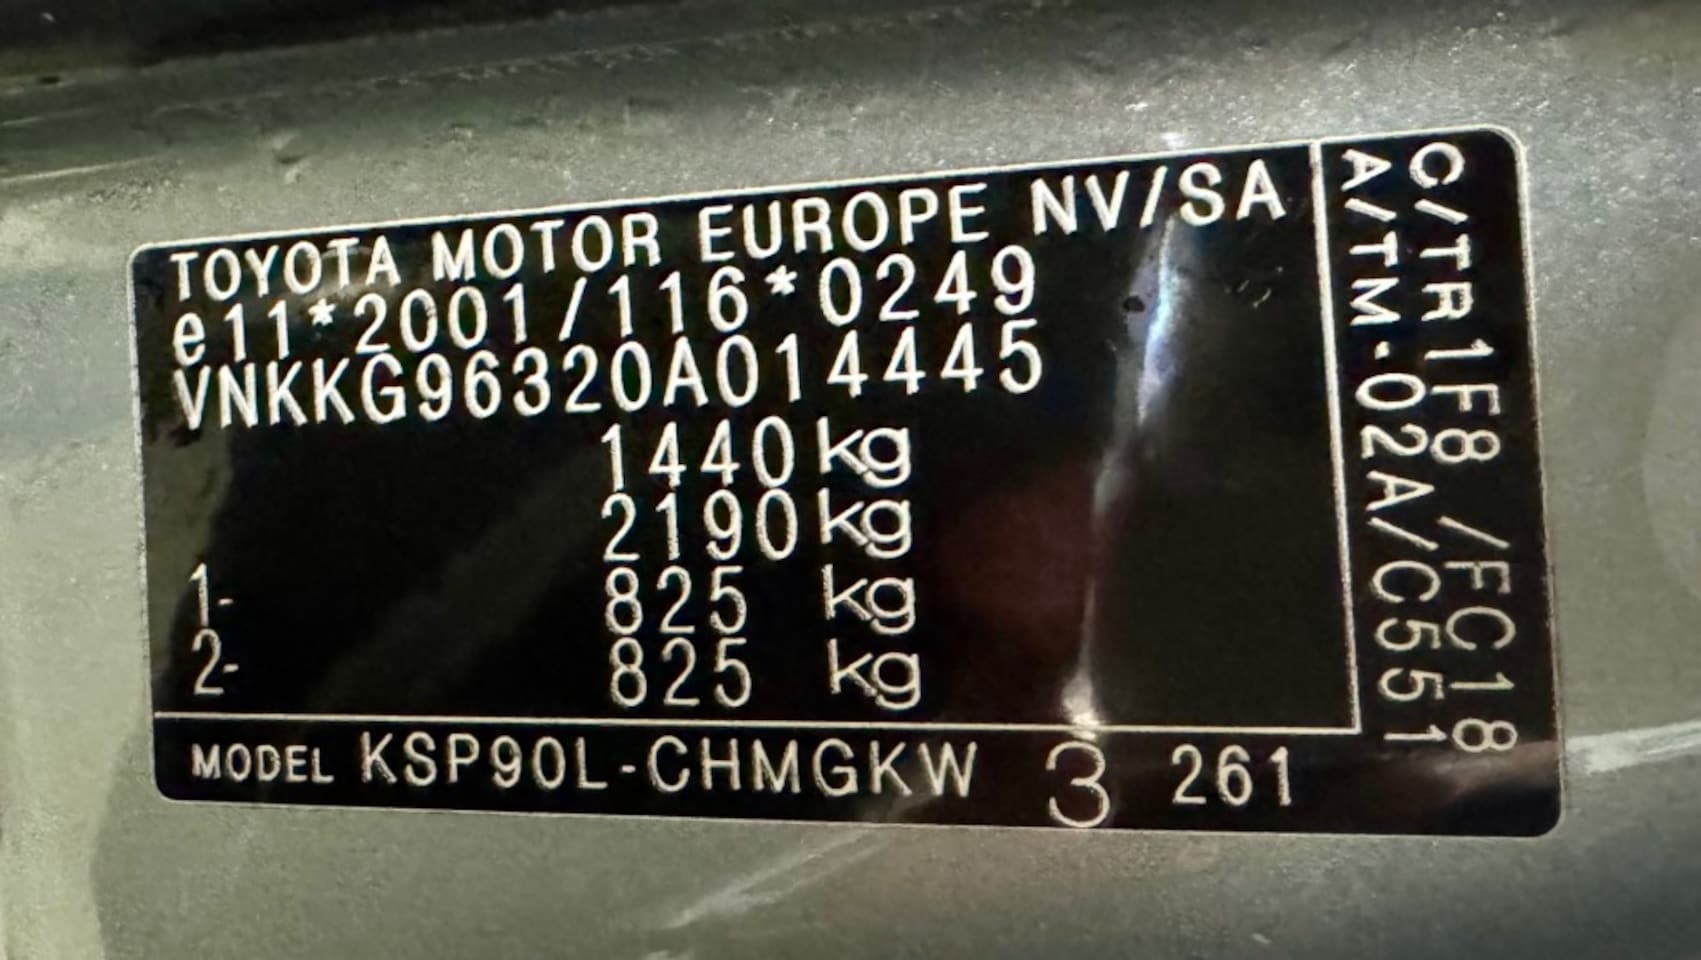 TOYOTA MOTOR EUROPE NV/SA
e11*2001/116*0249
VNKKG96320A014445
1440 kg
2190 kg
1- 825 kg
2- 825 kg
MODEL KSP90L-CHMGKW 3 261
C/TR1F8 /FC18
A/TM-02A/C551